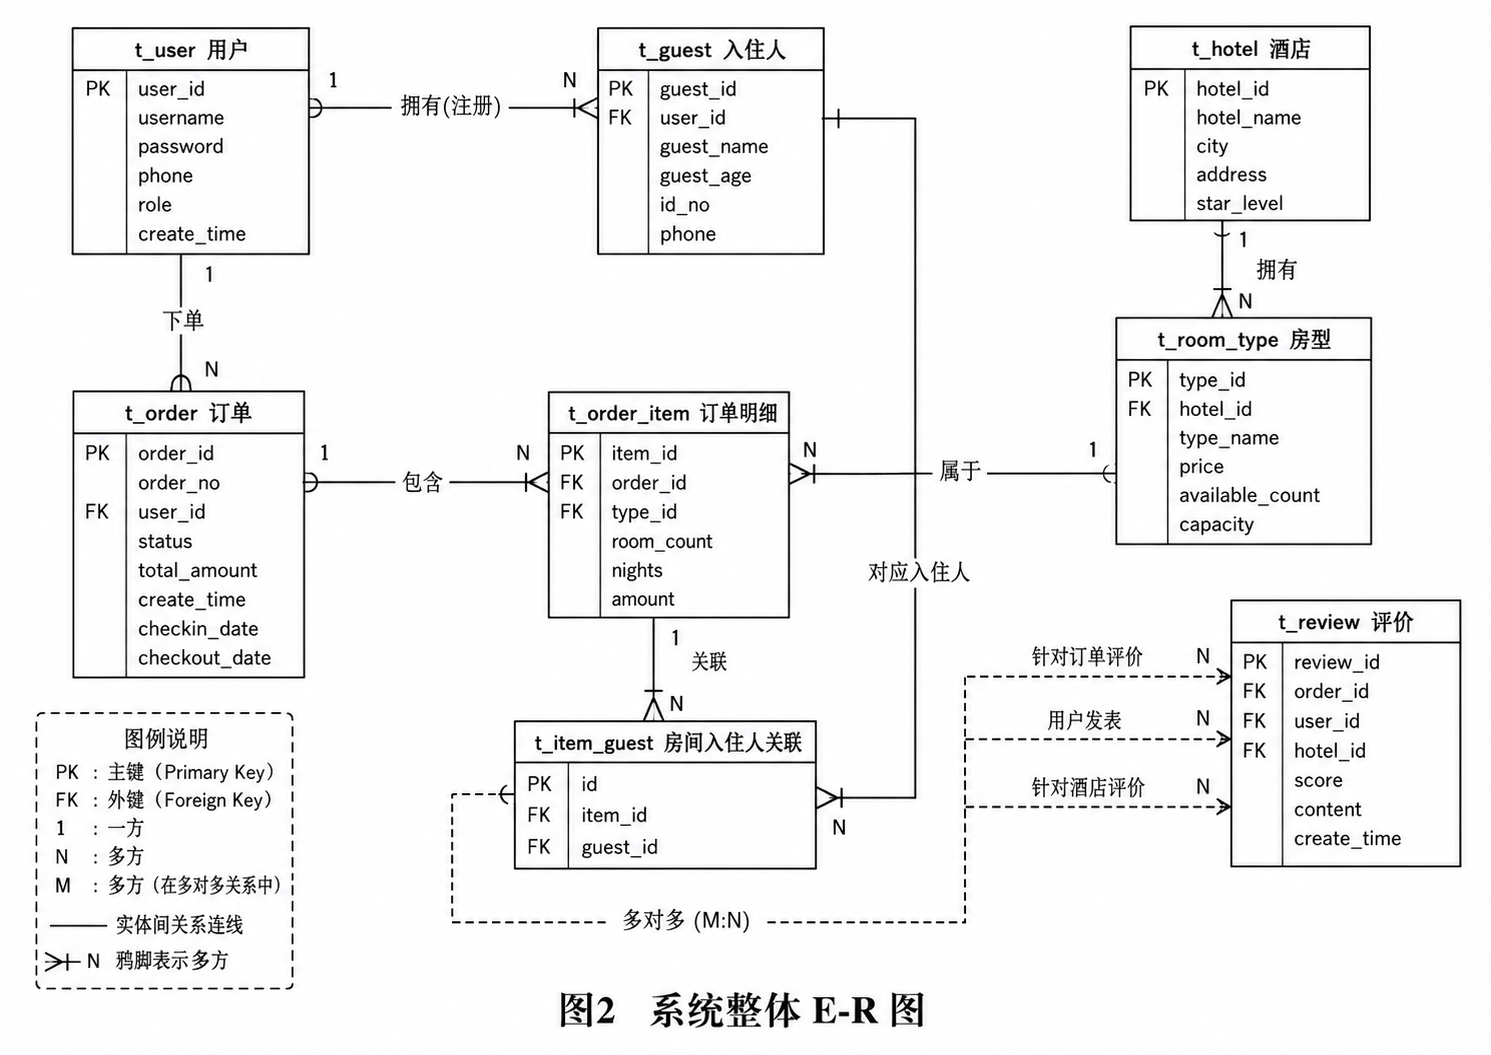 t_user 用户
PK user_id
username
password
phone
role
create_time
1
拥有(注册)
N
t_guest 入住人
PK guest_id
FK user_id
guest_name
guest_age
id_no
phone
t_hotel 酒店
PK hotel_id
hotel_name
city
address
star_level
1
拥有
N
1
下单
N
t_room_type 房型
PK type_id
FK hotel_id
type_name
price
available_count
capacity
t_order 订单
PK order_id
order_no
FK user_id
status
total_amount
create_time
checkin_date
checkout_date
1
包含
N
t_order_item 订单明细
PK item_id
FK order_id
FK type_id
room_count
nights
amount
N
属于
1
对应入住人
1
关联
N
t_item_guest 房间入住人关联
PK id
FK item_id
FK guest_id
N
多对多 (M:N)
针对订单评价 N
用户发表 N
针对酒店评价 N
t_review 评价
PK review_id
FK order_id
FK user_id
FK hotel_id
score
content
create_time
图例说明
PK : 主键（Primary Key）
FK : 外键（Foreign Key）
1 : 一方
N : 多方
M : 多方（在多对多关系中）
实体间关系连线
N 鸦脚表示多方
图2 系统整体 E-R 图